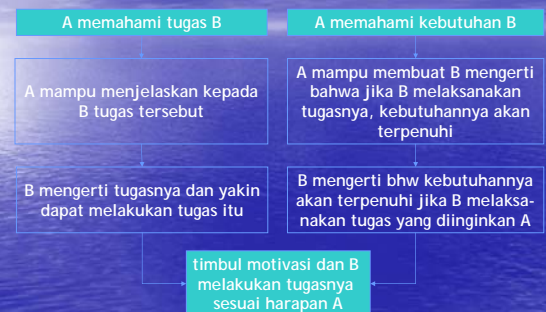 A memahami tugas B
A mampu menjelaskan kepada
B tugas tersebut
B mengerti tugasnya dan yakin
dapat melakukan tugas itu
A memahami kebutuhan B
A mampu membuat B mengerti
bahwa jika B melaksanakan
tugasnya, kebutuhannya akan
terpenuhi
B mengerti bhw kebutuhannya
akan terpenuhi jika B melaksa-
nakan tugas yang diinginkan A
timbul motivasi dan B
melakukan tugasnya
sesuai harapan A